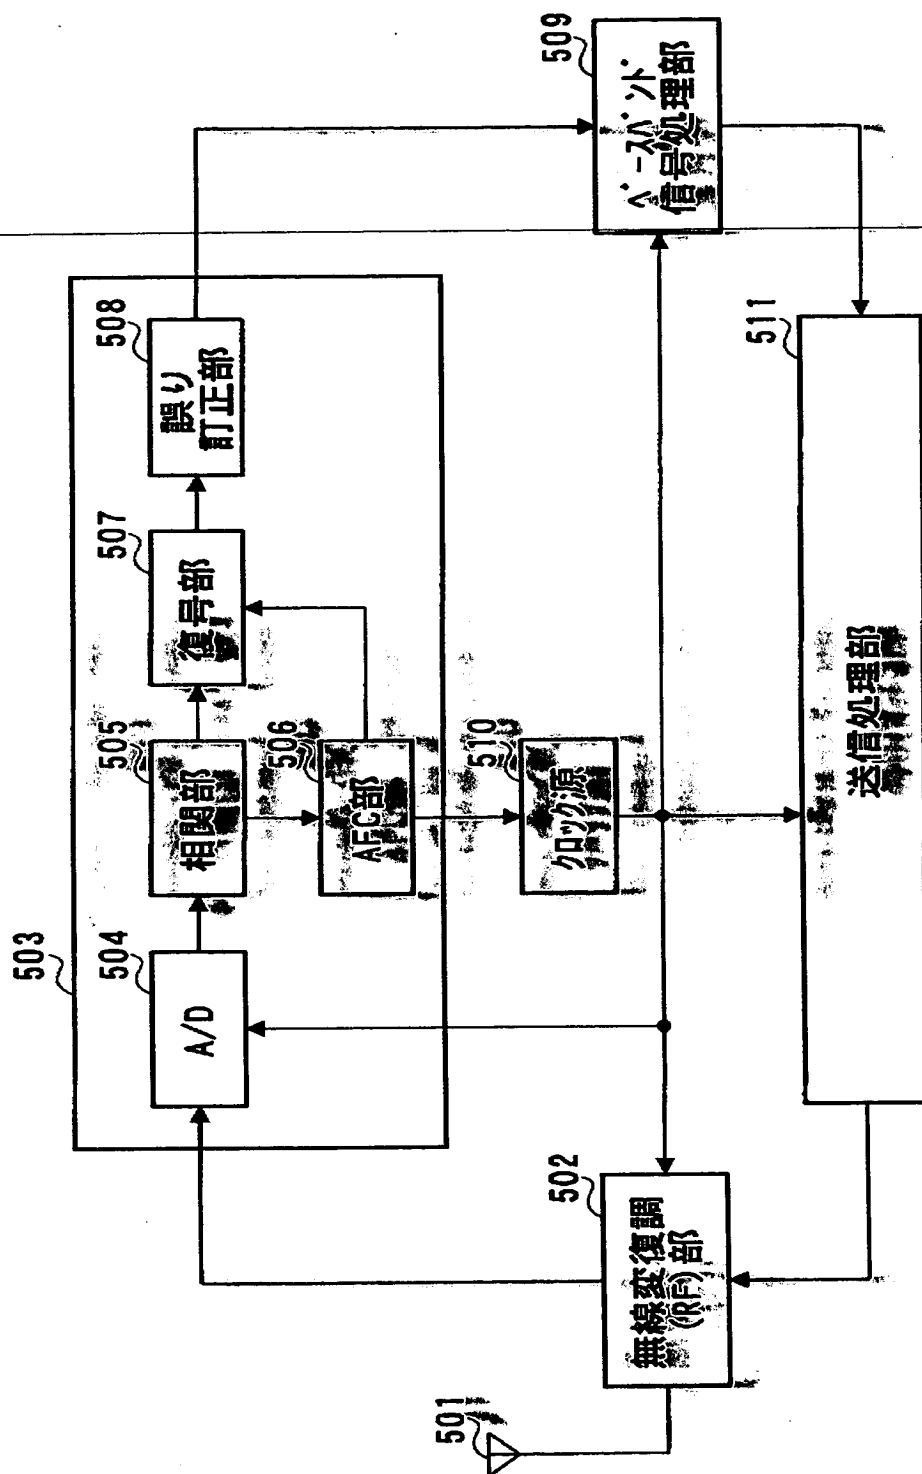 501
502
無線変復調
(RF)部
503
504
A/D
505
相関部
506
AFC部
507
復号部
508
誤り
訂正部
509
ベースバンド
信号処理部
510
クロック源
511
送信処理部